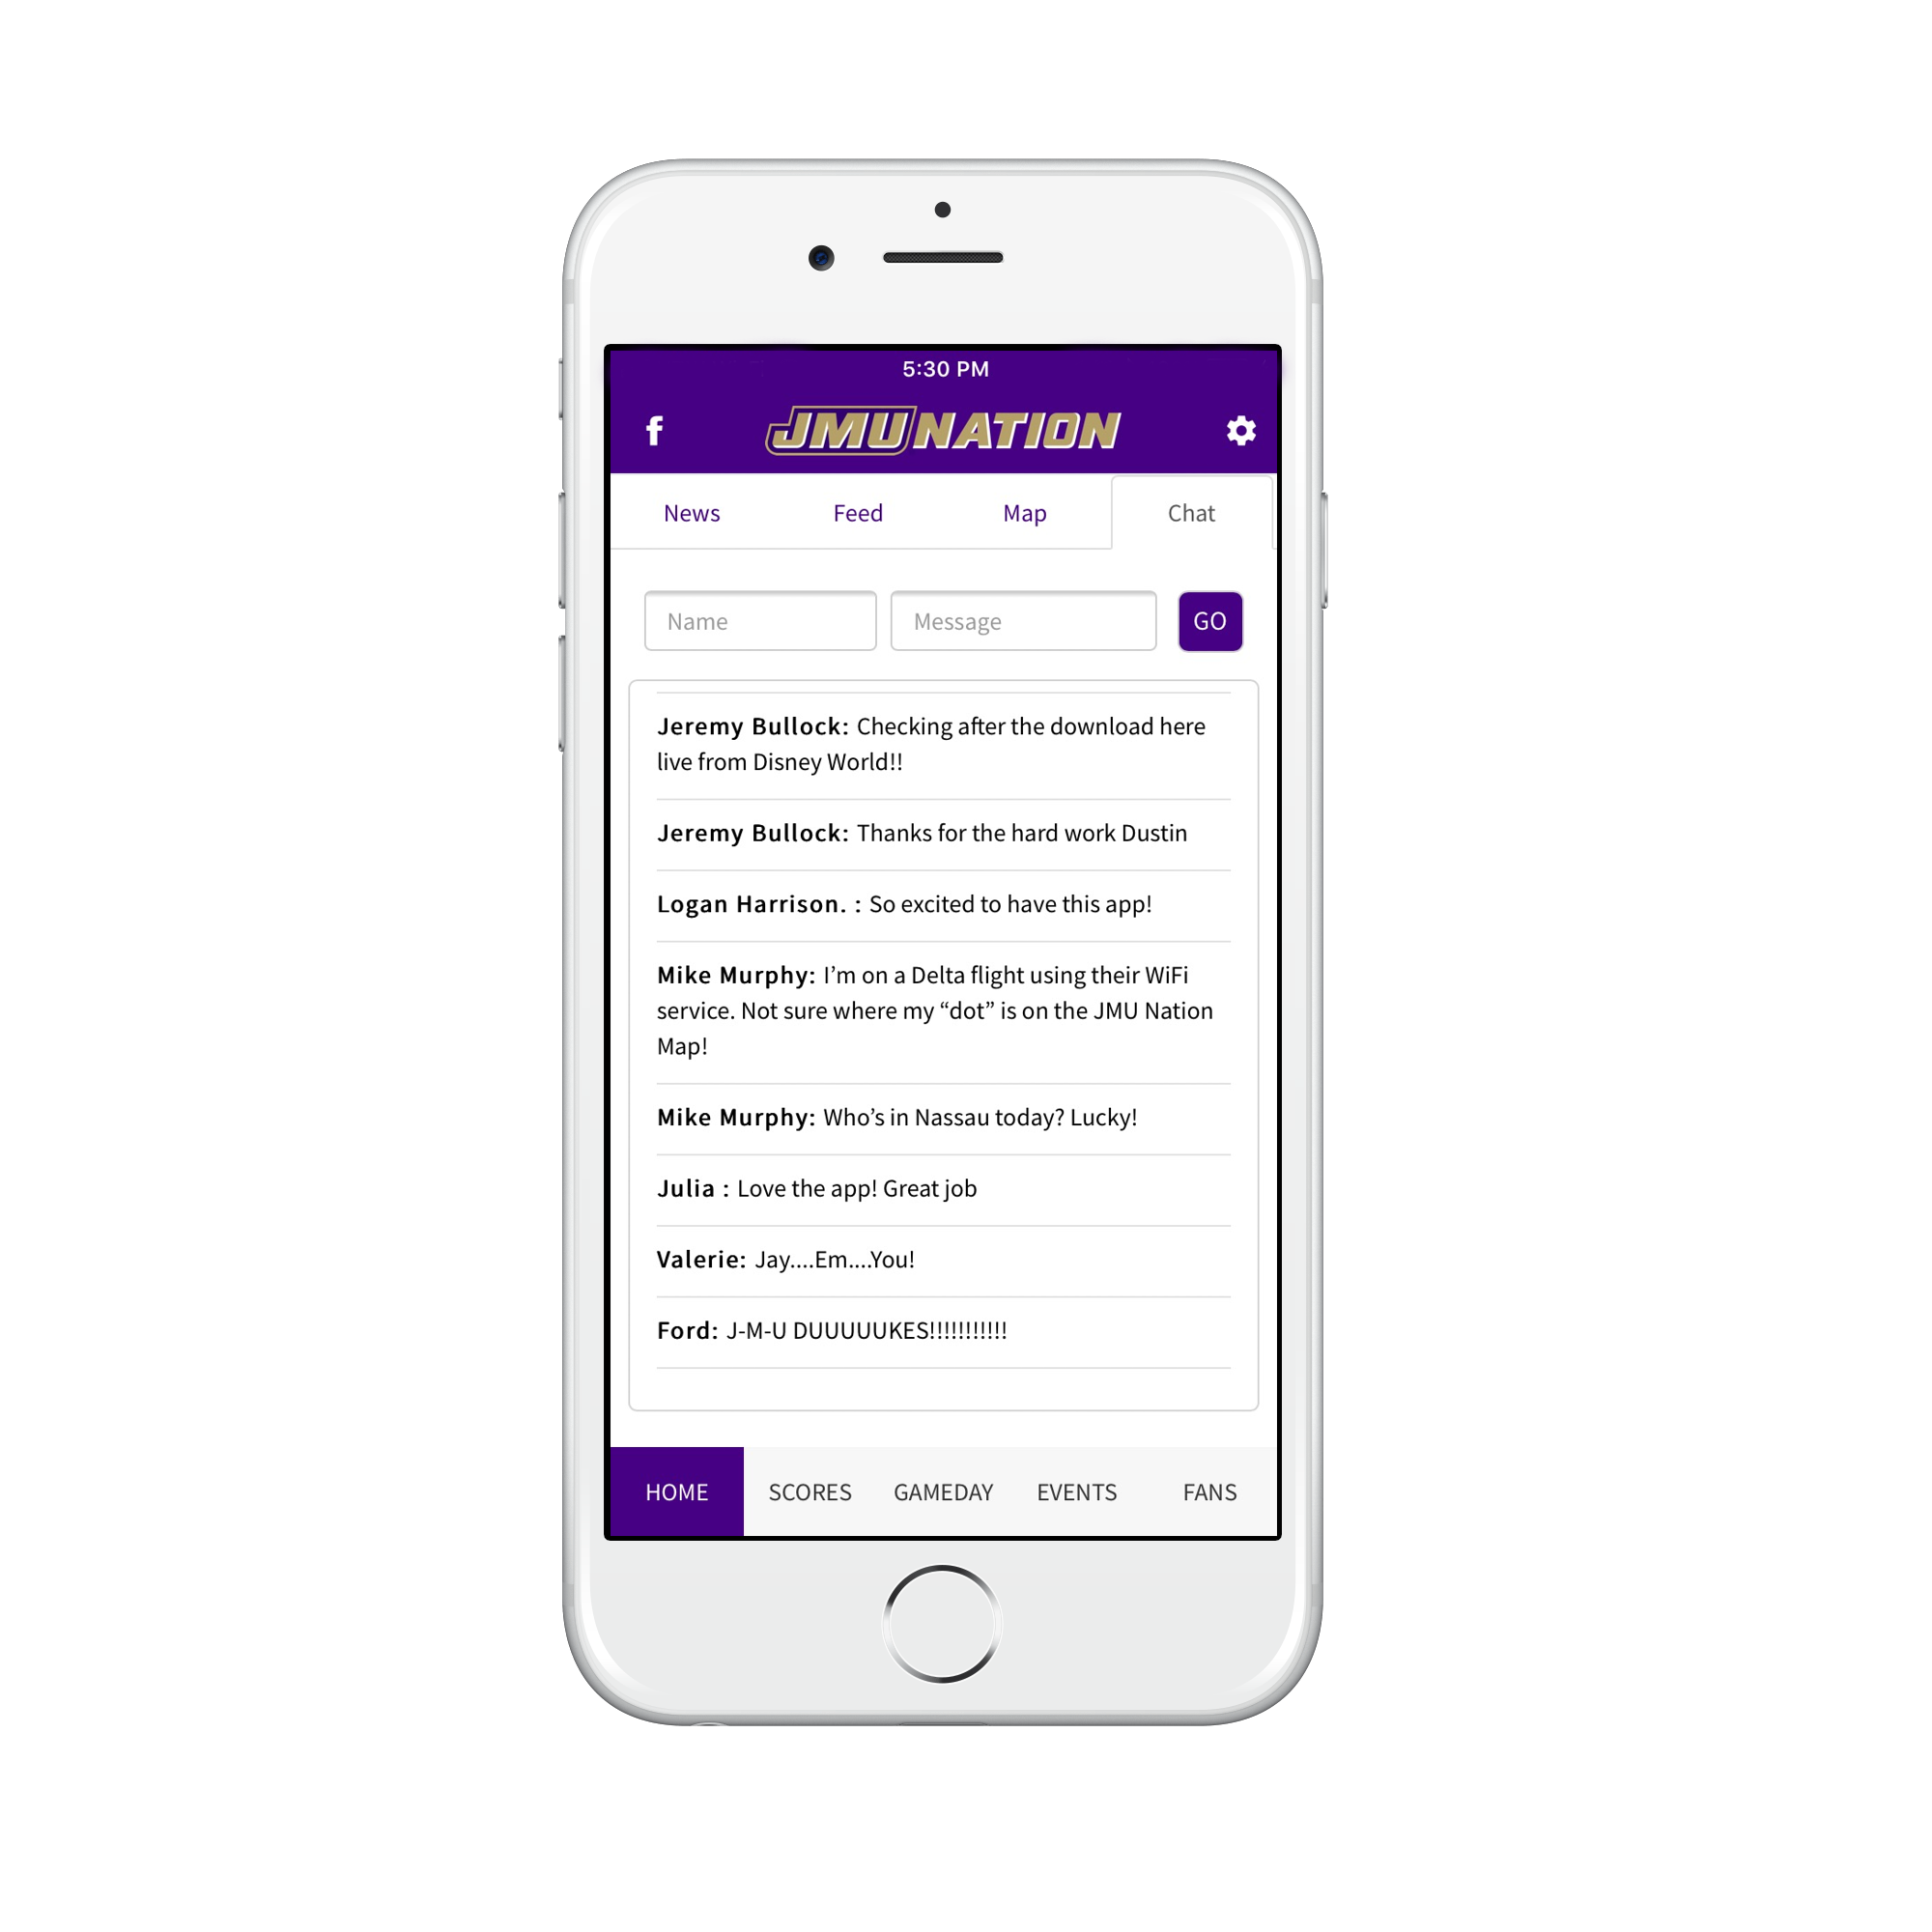 5:30 PM
f
JMU NATION
News Feed Map Chat
Name Message GO
Jeremy Bullock: Checking after the download here
live from Disney World!!
Jeremy Bullock: Thanks for the hard work Dustin
Logan Harrison. : So excited to have this app!
Mike Murphy: I’m on a Delta flight using their WiFi
service. Not sure where my “dot” is on the JMU Nation
Map!
Mike Murphy: Who’s in Nassau today? Lucky!
Julia : Love the app! Great job
Valerie: Jay....Em....You!
Ford: J-M-U DUUUUUKES!!!!!!!!!!!
HOME SCORES GAMEDAY EVENTS FANS